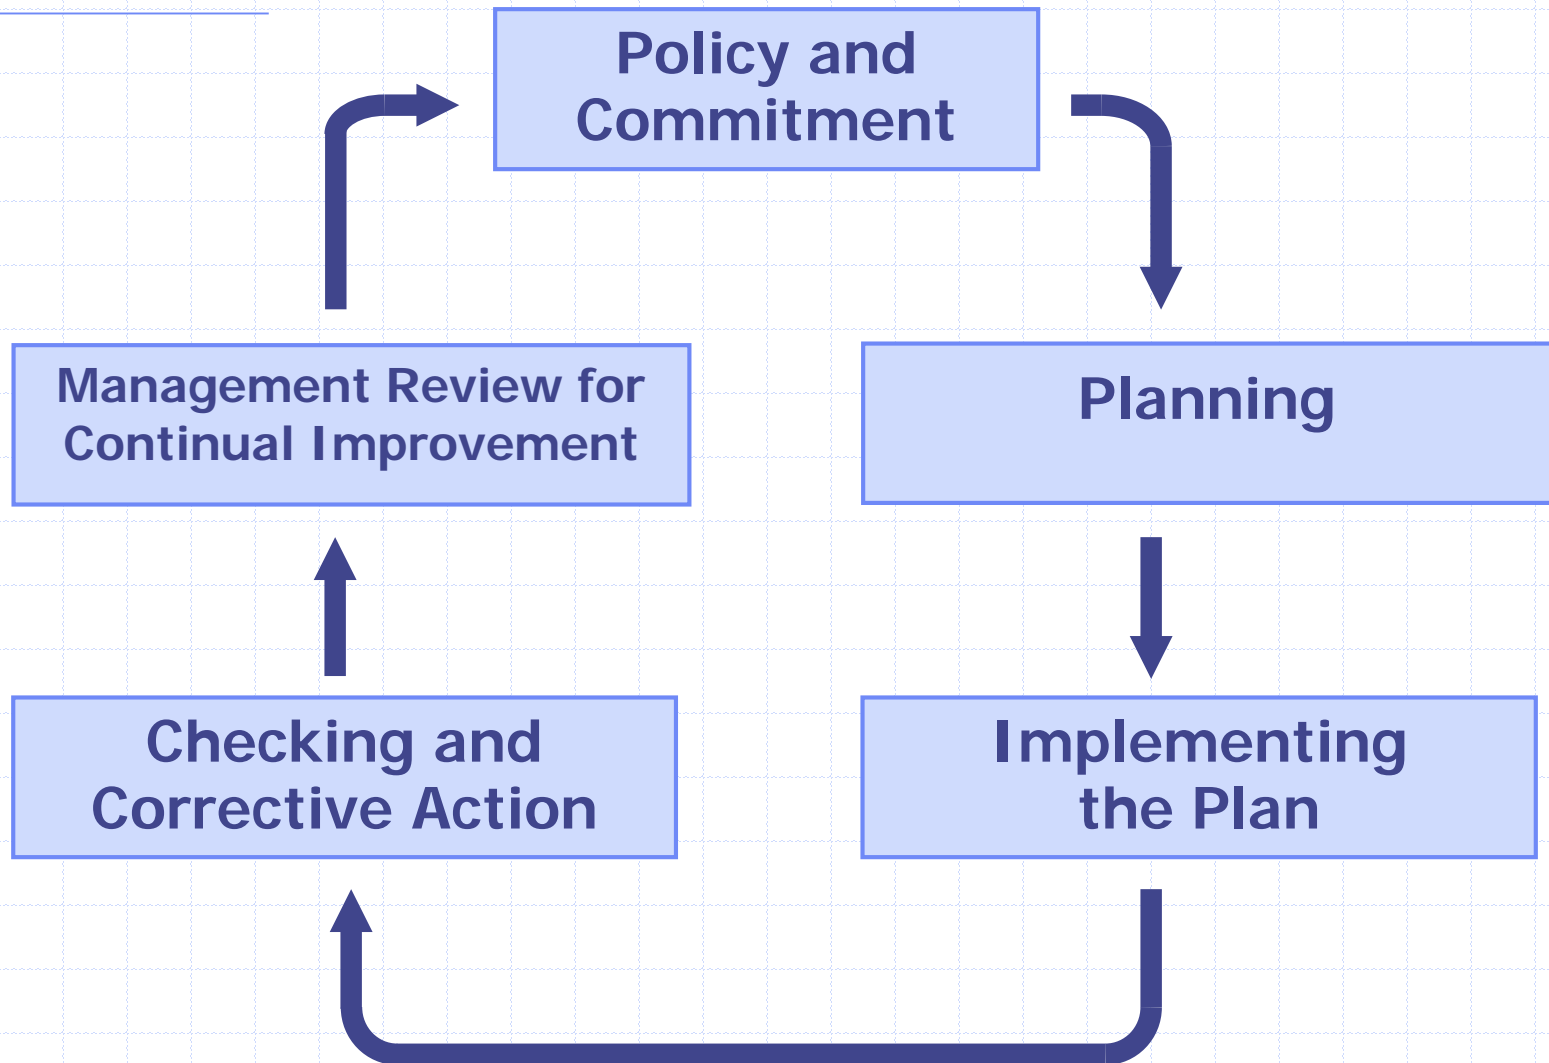 Policy and
Commitment
Management Review for
Continual Improvement
Planning
Checking and
Corrective Action
Implementing
the Plan